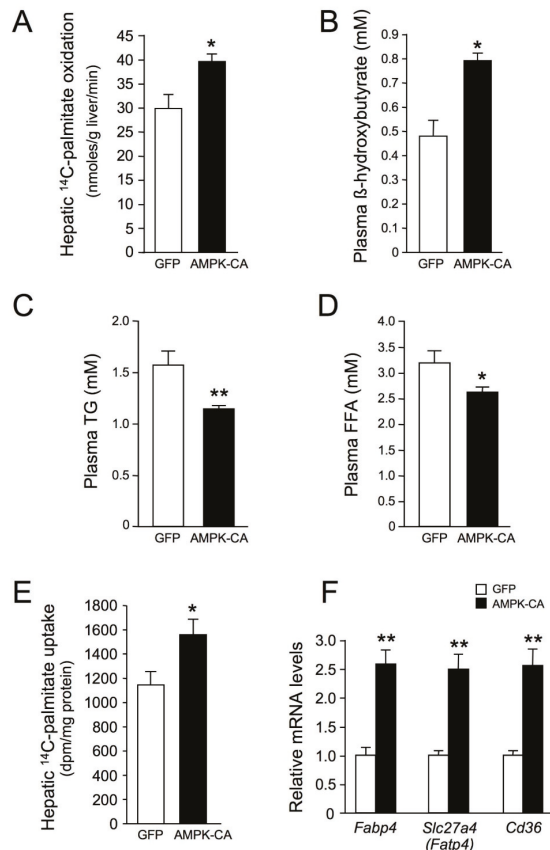 A
Hepatic ¹⁴C-palmitate oxidation
(nmoles/g liver/min)
45
40
35
30
25
20
15
10
5
0
*
GFP AMPK-CA
B
Plasma ß-hydroxybutyrate (mM)
0.9
0.8
0.7
0.6
0.5
0.4
0.3
0.2
0.1
0
*
GFP AMPK-CA
C
Plasma TG (mM)
2.0
1.5
1.0
0.5
0
**
GFP AMPK-CA
D
Plasma FFA (mM)
4.0
3.5
3.0
2.5
2.0
1.5
1.0
0.5
0
*
GFP AMPK-CA
E
Hepatic ¹⁴C-palmitate uptake
(dpm/mg protein)
1800
1600
1400
1200
1000
800
600
400
200
0
*
GFP AMPK-CA
F
GFP
AMPK-CA
Relative mRNA levels
3.0
2.5
2.0
1.5
1.0
0.5
0
** ** **
Fabp4 Slc27a4 Cd36
(Fatp4)